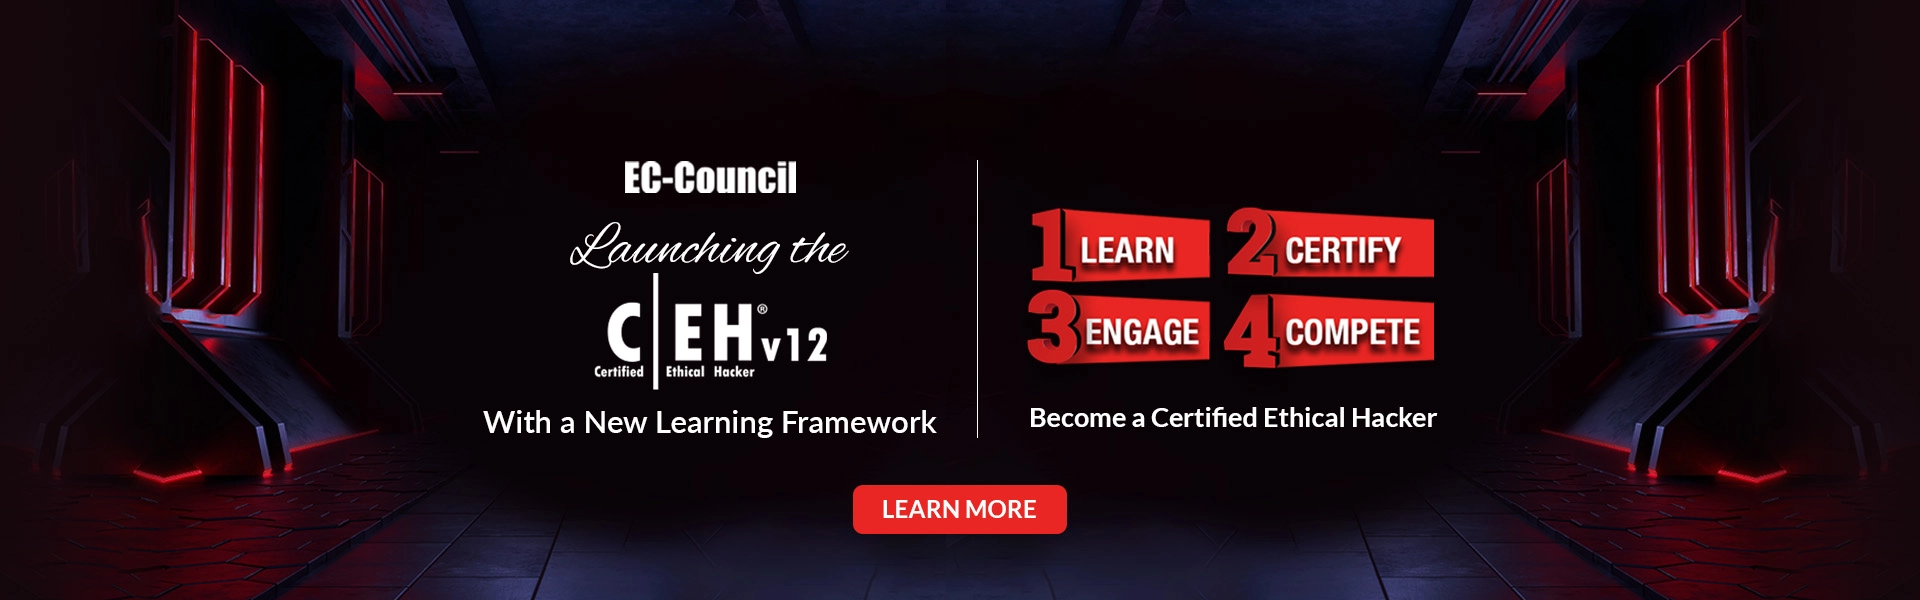 EC-Council
Launching the
C|EH® v12
Certified Ethical Hacker
With a New Learning Framework
1 LEARN
2 CERTIFY
3 ENGAGE
4 COMPETE
Become a Certified Ethical Hacker
LEARN MORE